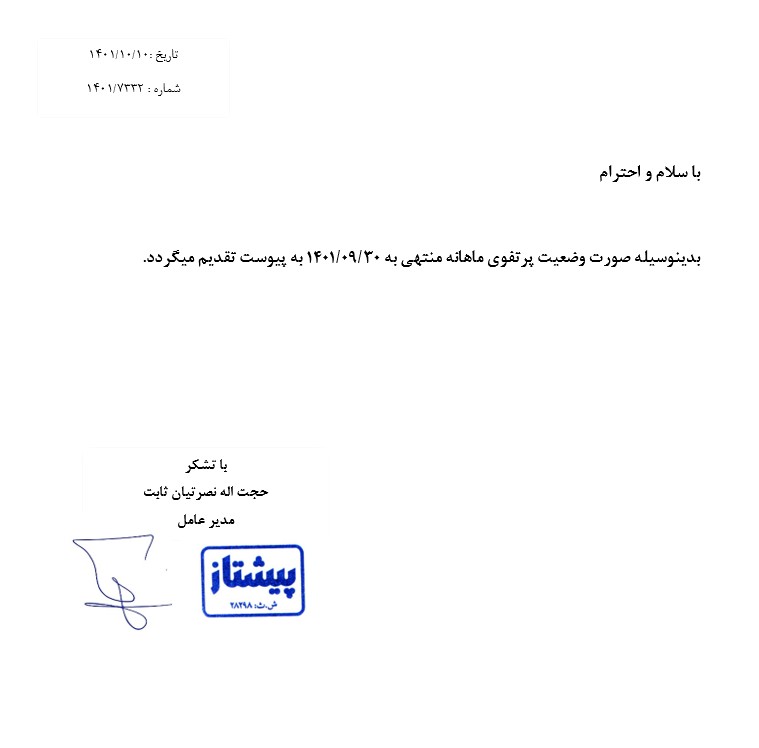 تاریخ :۱۴۰۱/۱۰/۱۰
شماره : ۱۴۰۱/۷۳۳۲
با سلام و احترام
بدینوسیله صورت وضعیت پرتفوی ماهانه منتهی به ۱۴۰۱/۰۹/۳۰ به پیوست تقدیم میگردد.
با تشکر
حجت اله نصرتیان ثابت
مدیر عامل
پیشتاز
ش.ث: ۲۸۲۹۸